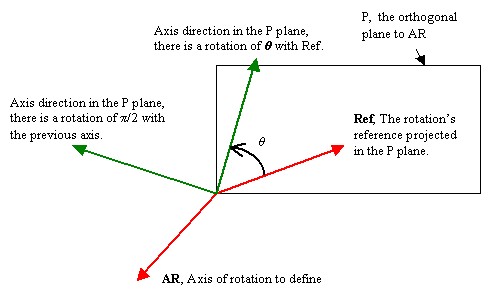 Axis direction in the P plane,
there is a rotation of θ with Ref.
P, the orthogonal
plane to AR
Axis direction in the P plane,
there is a rotation of π/2 with
the previous axis.
θ
Ref, The rotation's
reference projected
in the P plane.
AR, Axis of rotation to define